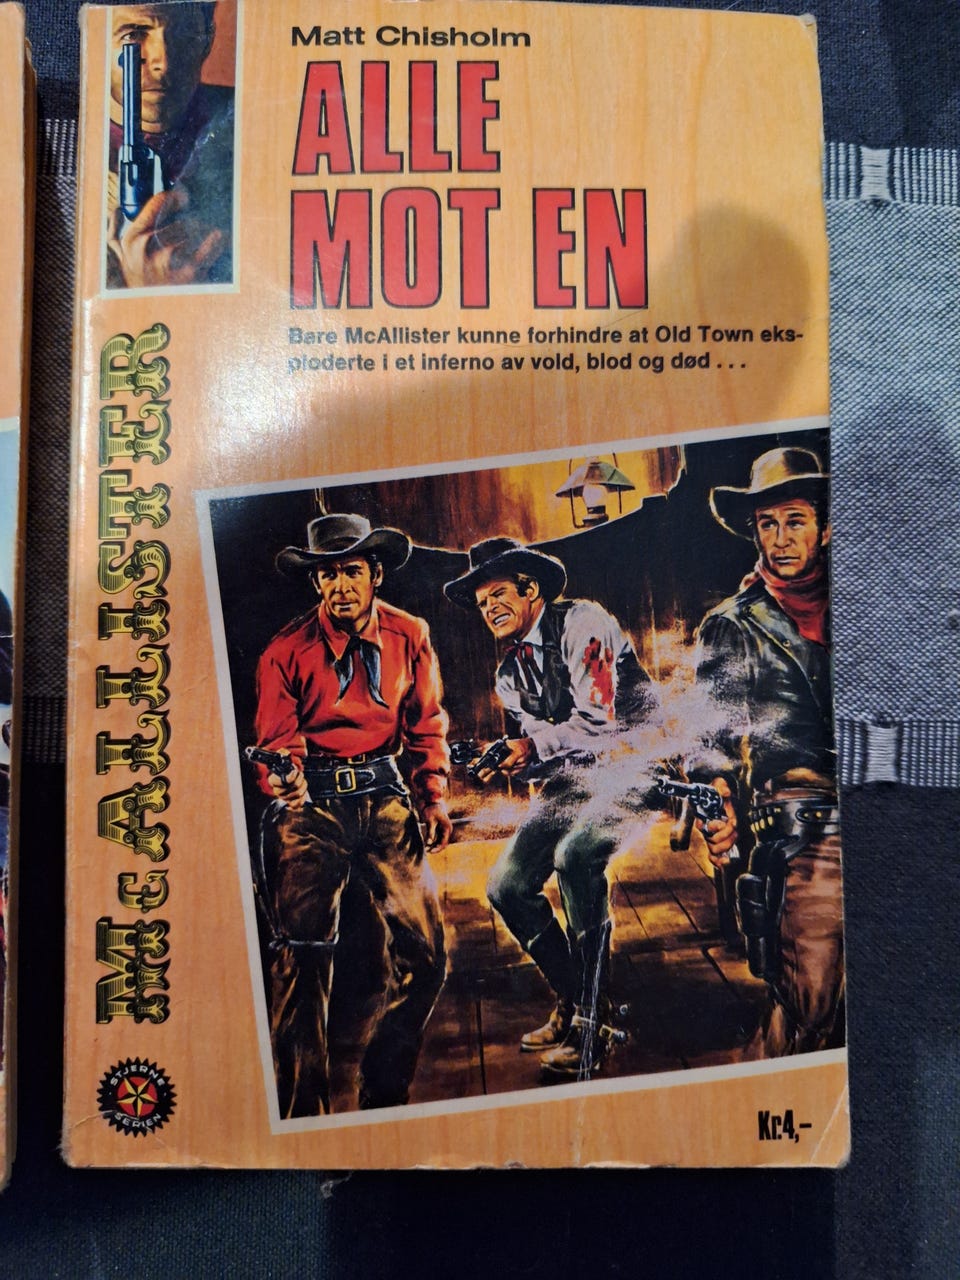 Matt Chisholm
ALLE
MOT EN
Bare McAllister kunne forhindre at Old Town eks-
ploderte i et inferno av vold, blod og død . . .
McALLISTER
STJERNE
SERIEN
Kr.4,–